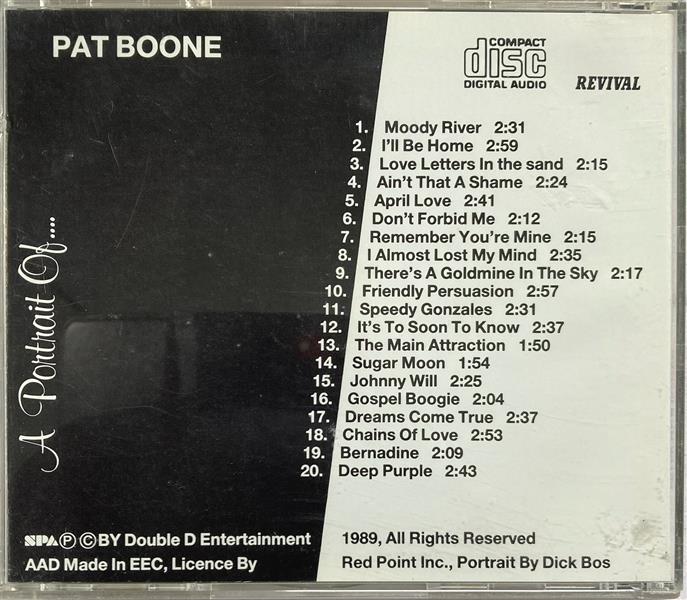 PAT BOONE
COMPACT
disc
DIGITAL AUDIO
REVIVAL
A Portrait Of....
1. Moody River 2:31
2. I'll Be Home 2:59
3. Love Letters In the sand 2:15
4. Ain't That A Shame 2:24
5. April Love 2:41
6. Don't Forbid Me 2:12
7. Remember You're Mine 2:15
8. I Almost Lost My Mind 2:35
9. There's A Goldmine In The Sky 2:17
10. Friendly Persuasion 2:57
11. Speedy Gonzales 2:31
12. It's To Soon To Know 2:37
13. The Main Attraction 1:50
14. Sugar Moon 1:54
15. Johnny Will 2:25
16. Gospel Boogie 2:04
17. Dreams Come True 2:37
18. Chains Of Love 2:53
19. Bernadine 2:09
20. Deep Purple 2:43
SPA Ⓟ © BY Double D Entertainment 1989, All Rights Reserved
AAD Made In EEC, Licence By Red Point Inc., Portrait By Dick Bos